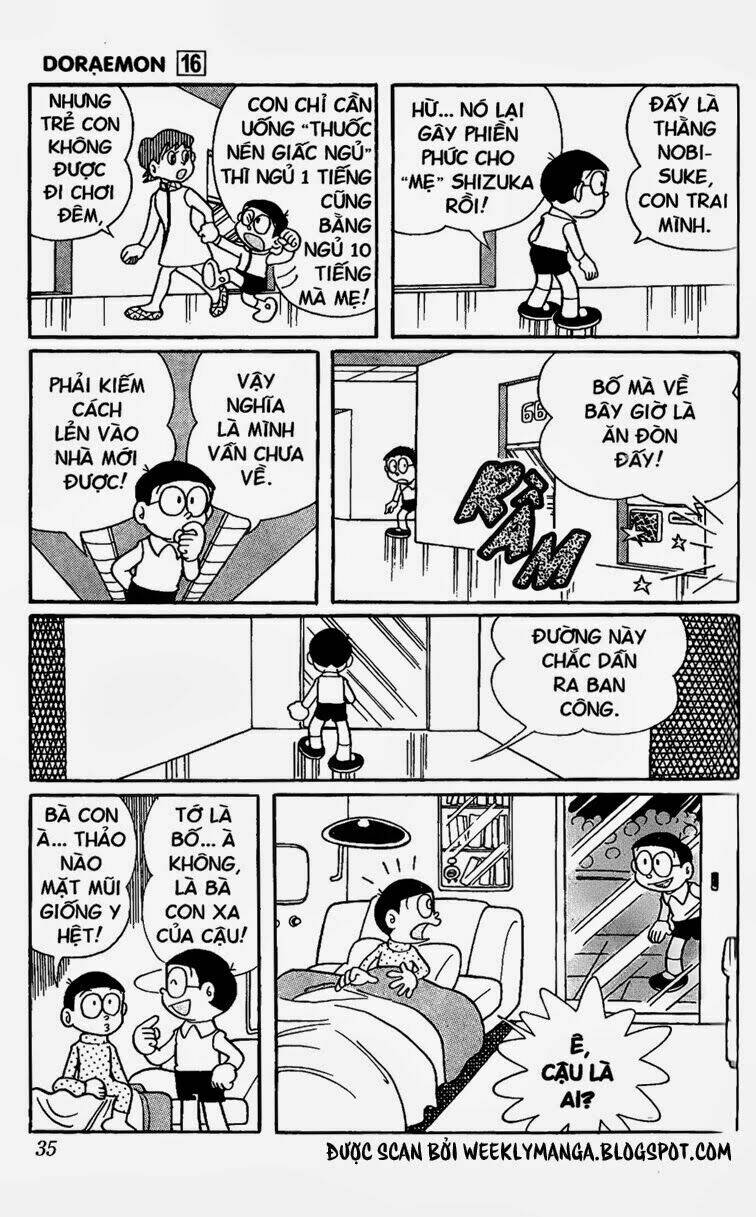 DORAEMON 16
ĐẤY LÀ
THẰNG
NOBI-
SUKE,
CON TRAI
MÌNH.
HỪ... NÓ LẠI
GÂY PHIỀN
PHỨC CHO
“MẸ” SHIZUKA
RỒI!
CON CHỈ CẦN
UỐNG “THUỐC
NÉN GIẤC NGỦ”
THÌ NGỦ 1 TIẾNG
CŨNG
BẰNG
NGỦ 10
TIẾNG
MÀ MẸ!
NHƯNG
TRẺ CON
KHÔNG
ĐƯỢC
ĐI CHƠI
ĐÊM,
BỐ MÀ VỀ
BÂY GIỜ LÀ
ĂN ĐÒN
ĐẤY!
66
RẦM
VẬY
NGHĨA
LÀ MÌNH
VẪN CHƯA
VỀ.
PHẢI KIẾM
CÁCH
LẺN VÀO
NHÀ MỚI
ĐƯỢC!
ĐƯỜNG NÀY
CHẮC DẪN
RA BAN
CÔNG.
Ê,
CẬU LÀ
AI?
TỚ LÀ
BỐ... À
KHÔNG,
LÀ BÀ
CON XA
CỦA CẬU!
BÀ CON
À... THẢO
NÀO
MẶT MŨI
GIỐNG Y
HỆT!
35
ĐƯỢC SCAN BỞI WEEKLYMANGA.BLOGSPOT.COM